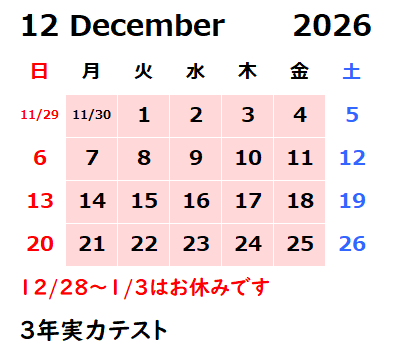 12 December 2026
日 月 火 水 木 金 土
11/29 11/30 1 2 3 4 5
6 7 8 9 10 11 12
13 14 15 16 17 18 19
20 21 22 23 24 25 26
12/28～1/3はお休みです
3年実力テスト